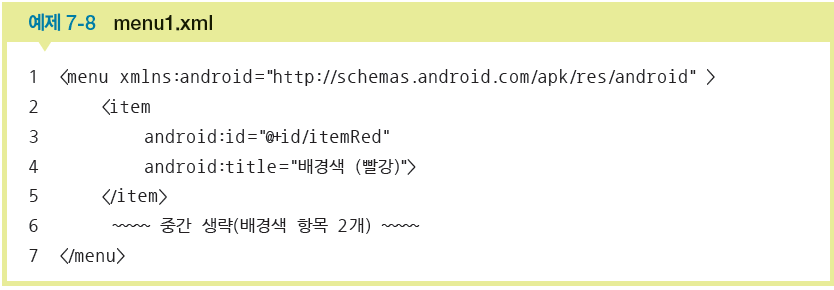 예제 7-8 menu1.xml
1 <menu xmlns:android="http://schemas.android.com/apk/res/android" >
2 <item
3 android:id="@+id/itemRed"
4 android:title="배경색 (빨강)">
5 </item>
6 ~~~~~ 중간 생략(배경색 항목 2개) ~~~~~
7 </menu>